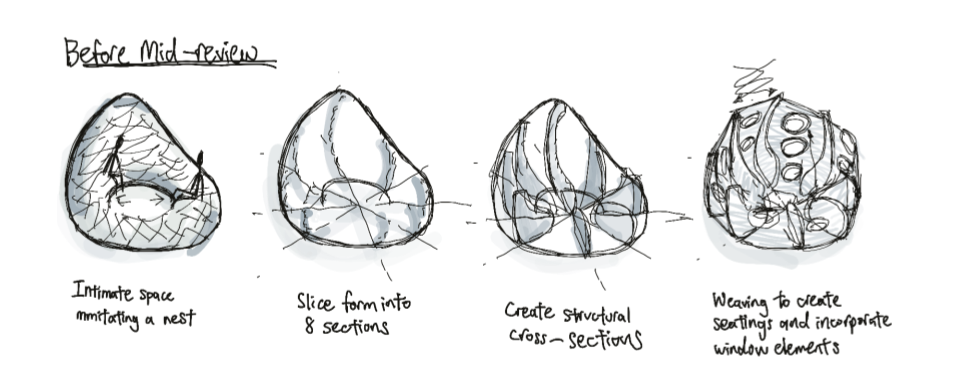 Before Mid-review
Intimate space
mmitating a nest
Slice form into
8 sections
Create structural
cross-sections
Weaving to create
seatings and incorporate
window elements